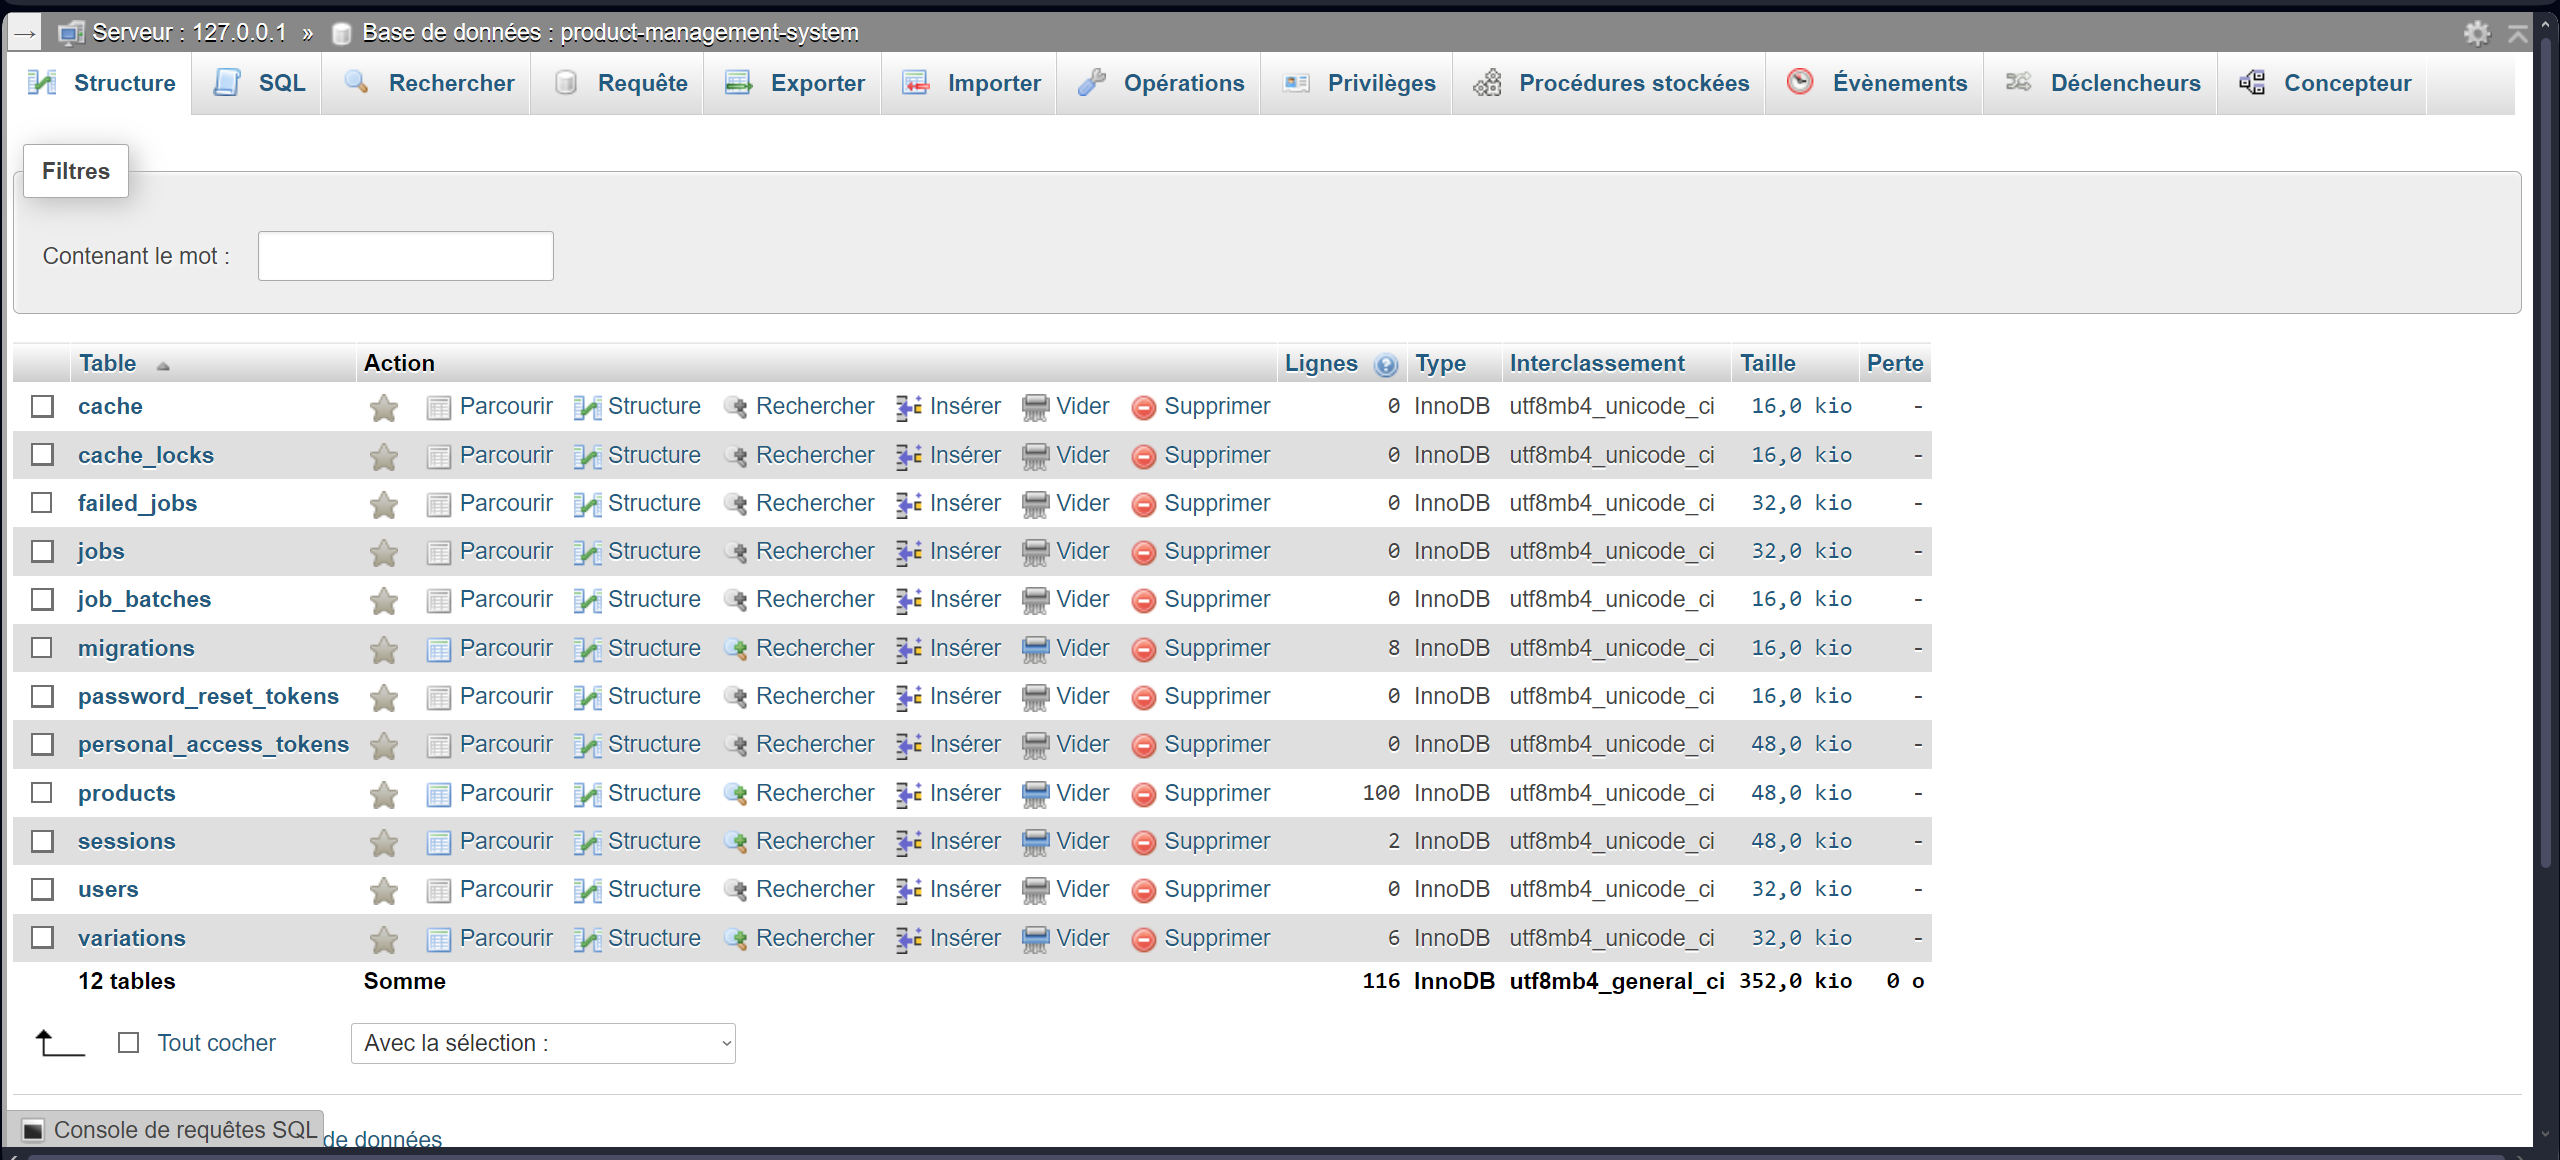 Serveur : 127.0.0.1 » Base de données : product-management-system
Structure SQL Rechercher Requête Exporter Importer Opérations Privilèges Procédures stockées Évènements Déclencheurs Concepteur
Filtres
Contenant le mot :
Table Action Lignes Type Interclassement Taille Perte
cache Parcourir Structure Rechercher Insérer Vider Supprimer 0 InnoDB utf8mb4_unicode_ci 16,0 kio -
cache_locks Parcourir Structure Rechercher Insérer Vider Supprimer 0 InnoDB utf8mb4_unicode_ci 16,0 kio -
failed_jobs Parcourir Structure Rechercher Insérer Vider Supprimer 0 InnoDB utf8mb4_unicode_ci 32,0 kio -
jobs Parcourir Structure Rechercher Insérer Vider Supprimer 0 InnoDB utf8mb4_unicode_ci 32,0 kio -
job_batches Parcourir Structure Rechercher Insérer Vider Supprimer 0 InnoDB utf8mb4_unicode_ci 16,0 kio -
migrations Parcourir Structure Rechercher Insérer Vider Supprimer 8 InnoDB utf8mb4_unicode_ci 16,0 kio -
password_reset_tokens Parcourir Structure Rechercher Insérer Vider Supprimer 0 InnoDB utf8mb4_unicode_ci 16,0 kio -
personal_access_tokens Parcourir Structure Rechercher Insérer Vider Supprimer 0 InnoDB utf8mb4_unicode_ci 48,0 kio -
products Parcourir Structure Rechercher Insérer Vider Supprimer 100 InnoDB utf8mb4_unicode_ci 48,0 kio -
sessions Parcourir Structure Rechercher Insérer Vider Supprimer 2 InnoDB utf8mb4_unicode_ci 48,0 kio -
users Parcourir Structure Rechercher Insérer Vider Supprimer 0 InnoDB utf8mb4_unicode_ci 32,0 kio -
variations Parcourir Structure Rechercher Insérer Vider Supprimer 6 InnoDB utf8mb4_unicode_ci 32,0 kio -
12 tables Somme 116 InnoDB utf8mb4_general_ci 352,0 kio 0 o
Tout cocher Avec la sélection :
Console de requêtes SQL de données